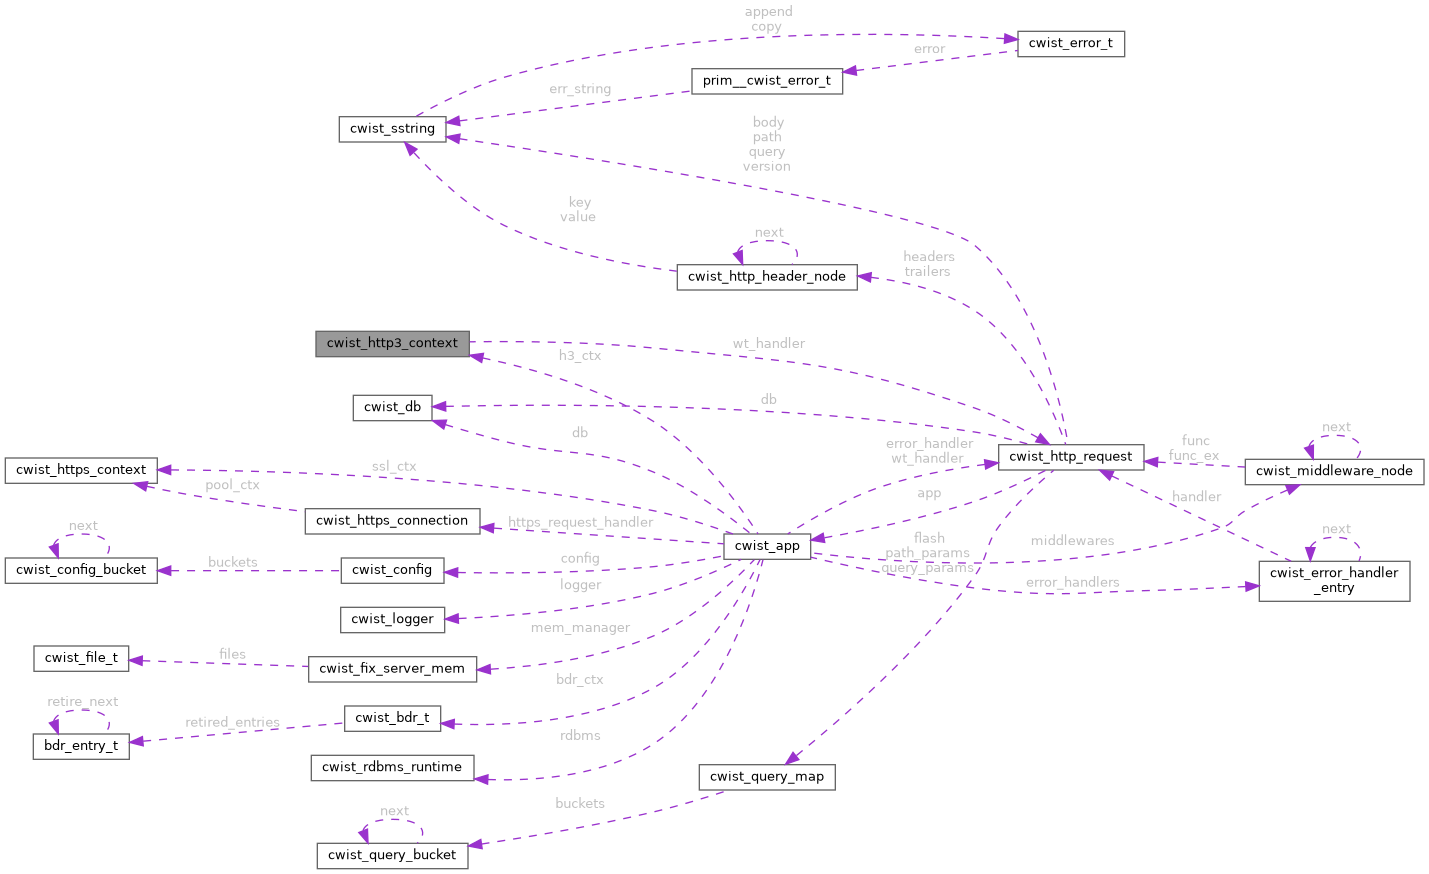 append
copy
cwist_error_t
error
prim__cwist_error_t
err_string
cwist_sstring
body
path
query
version
key
value
next
cwist_http_header_node
headers
trailers
cwist_http3_context
wt_handler
h3_ctx
cwist_db
db
db
error_handler
wt_handler
cwist_http_request
func
func_ex
next
cwist_middleware_node
cwist_https_context
ssl_ctx
pool_ctx
app
handler
cwist_https_connection
https_request_handler
next
cwist_app
flash
path_params
query_params
middlewares
next
cwist_config_bucket
buckets
cwist_config
config
logger
error_handlers
cwist_error_handler
_entry
cwist_logger
mem_manager
cwist_file_t
files
cwist_fix_server_mem
bdr_ctx
retire_next
retired_entries
cwist_bdr_t
bdr_entry_t
rdbms
cwist_rdbms_runtime
cwist_query_map
buckets
next
cwist_query_bucket